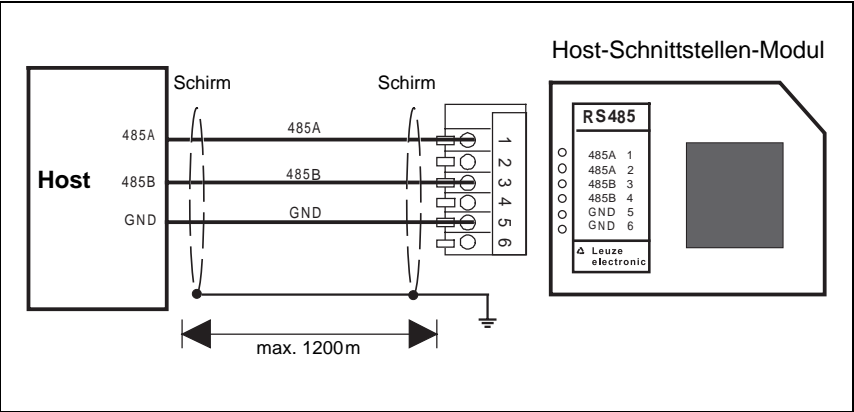 Host-Schnittstellen-Modul
Schirm
Schirm
Host
485A
485B
GND
485A
485B
GND
1
2
3
4
5
6
max. 1200m
RS485
485A 1
485A 2
485B 3
485B 4
GND 5
GND 6
Leuze
electronic